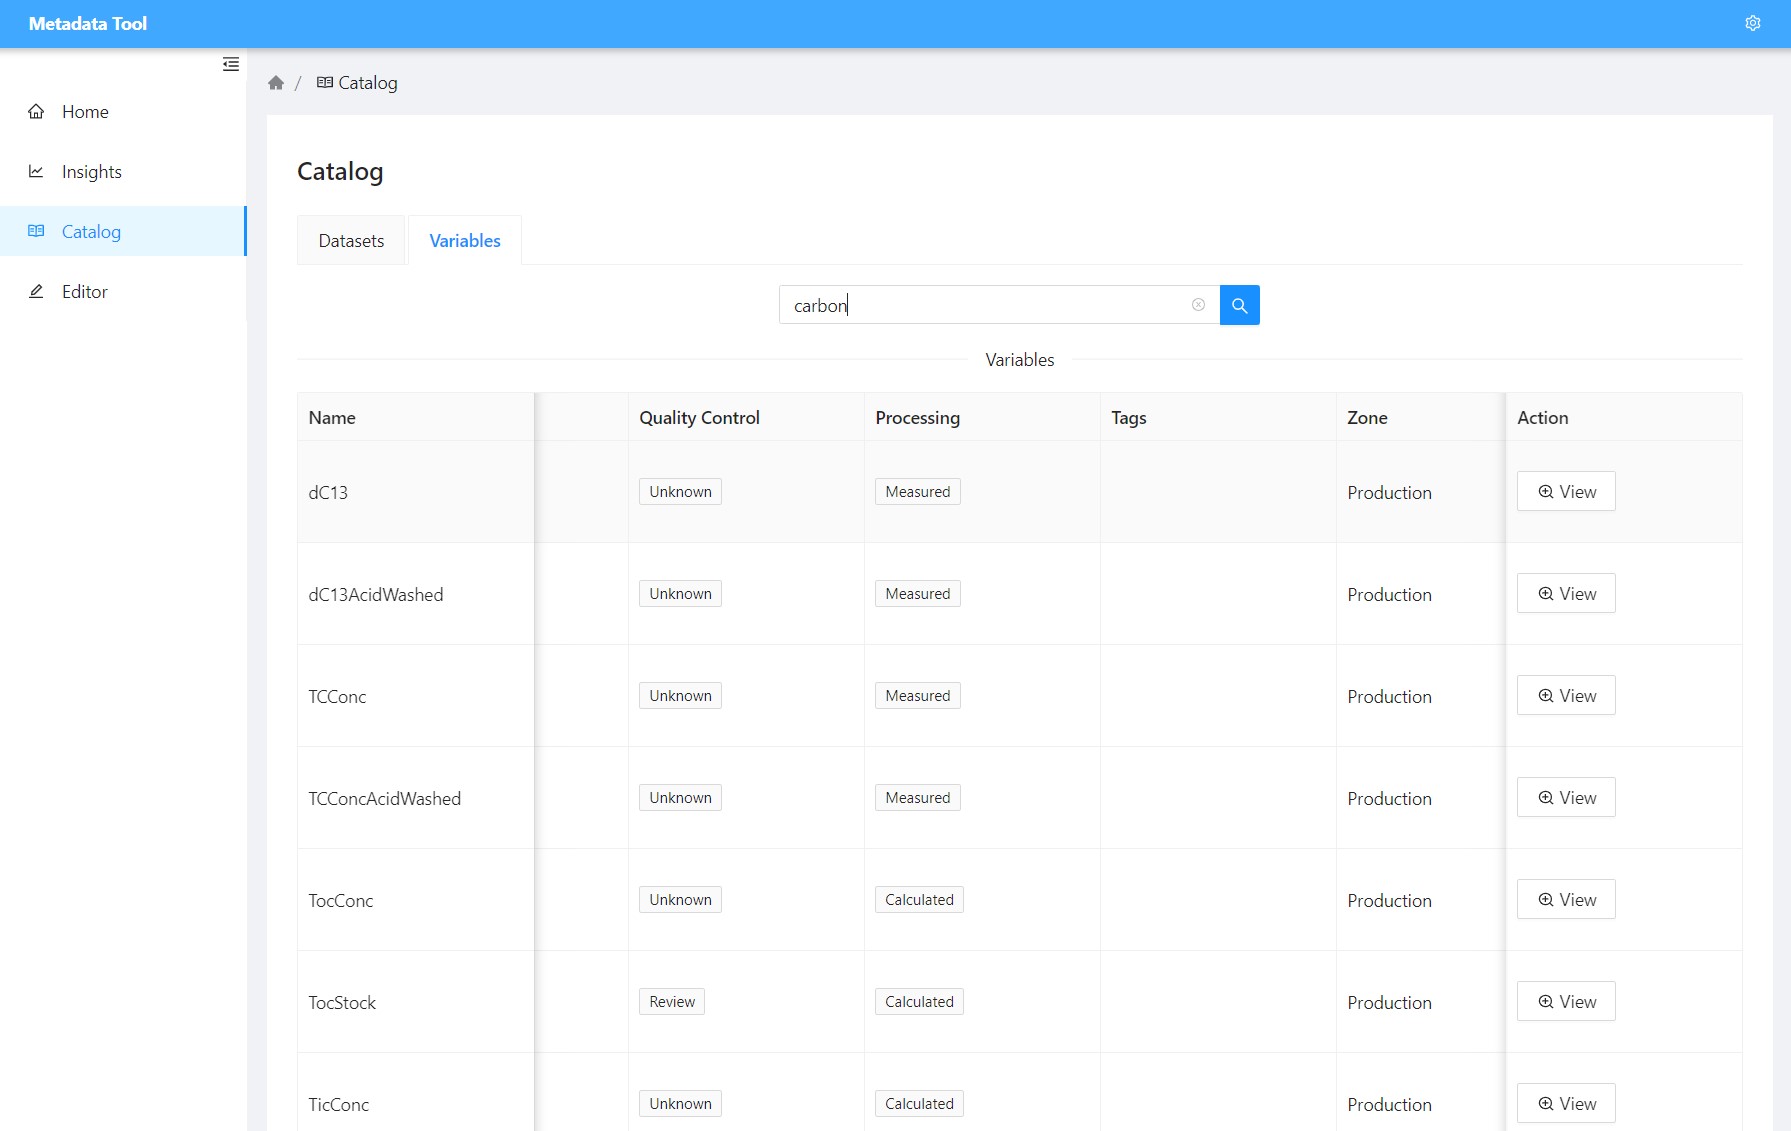 Metadata Tool
Home
Insights
Catalog
Editor
/ Catalog
Catalog
Datasets Variables
carbon
Variables
Name Quality Control Processing Tags Zone Action
dC13 Unknown Measured Production View
dC13AcidWashed Unknown Measured Production View
TCConc Unknown Measured Production View
TCConcAcidWashed Unknown Measured Production View
TocConc Unknown Calculated Production View
TocStock Review Calculated Production View
TicConc Unknown Calculated Production View